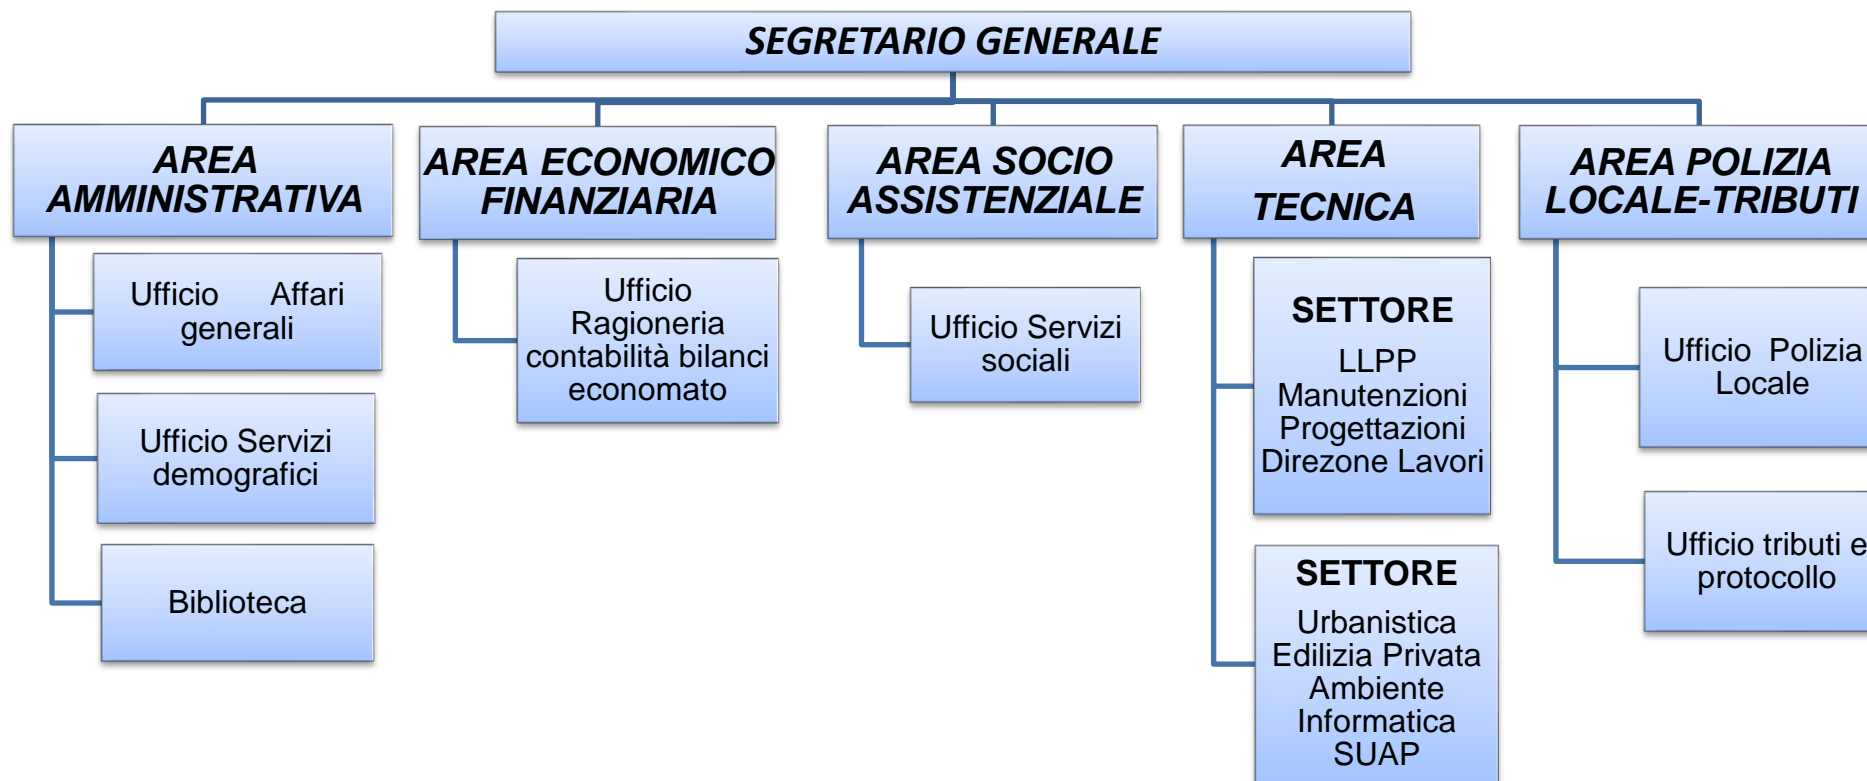 SEGRETARIO GENERALE
AREA
AMMINISTRATIVA
Ufficio Affari
generali
Ufficio Servizi
demografici
Biblioteca
AREA ECONOMICO
FINANZIARIA
Ufficio
Ragioneria
contabilità bilanci
economato
AREA SOCIO
ASSISTENZIALE
Ufficio Servizi
sociali
AREA
TECNICA
SETTORE
LLPP
Manutenzioni
Progettazioni
Direzone Lavori
SETTORE
Urbanistica
Edilizia Privata
Ambiente
Informatica
SUAP
AREA POLIZIA
LOCALE-TRIBUTI
Ufficio Polizia
Locale
Ufficio tributi e
protocollo